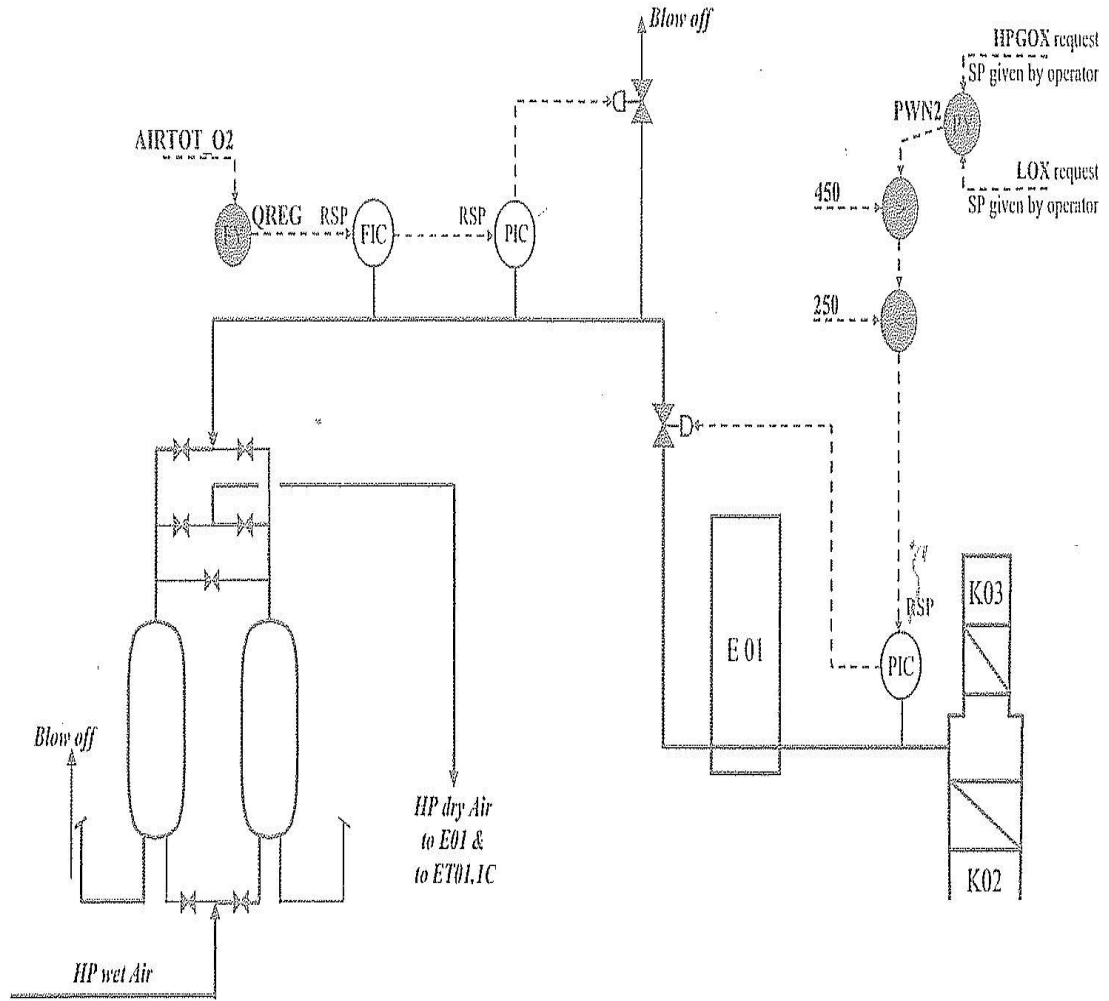 Blow off
HPGOX request
SP given by operator
PWN2
LOX request
SP given by operator
AIRTOT_O2
QREG
RSP
FIC
RSP
PIC
450
250
RSP
PIC
E 01
K03
K02
Blow off
HP dry Air
to E01 &
to ET01,1C
HP wet Air